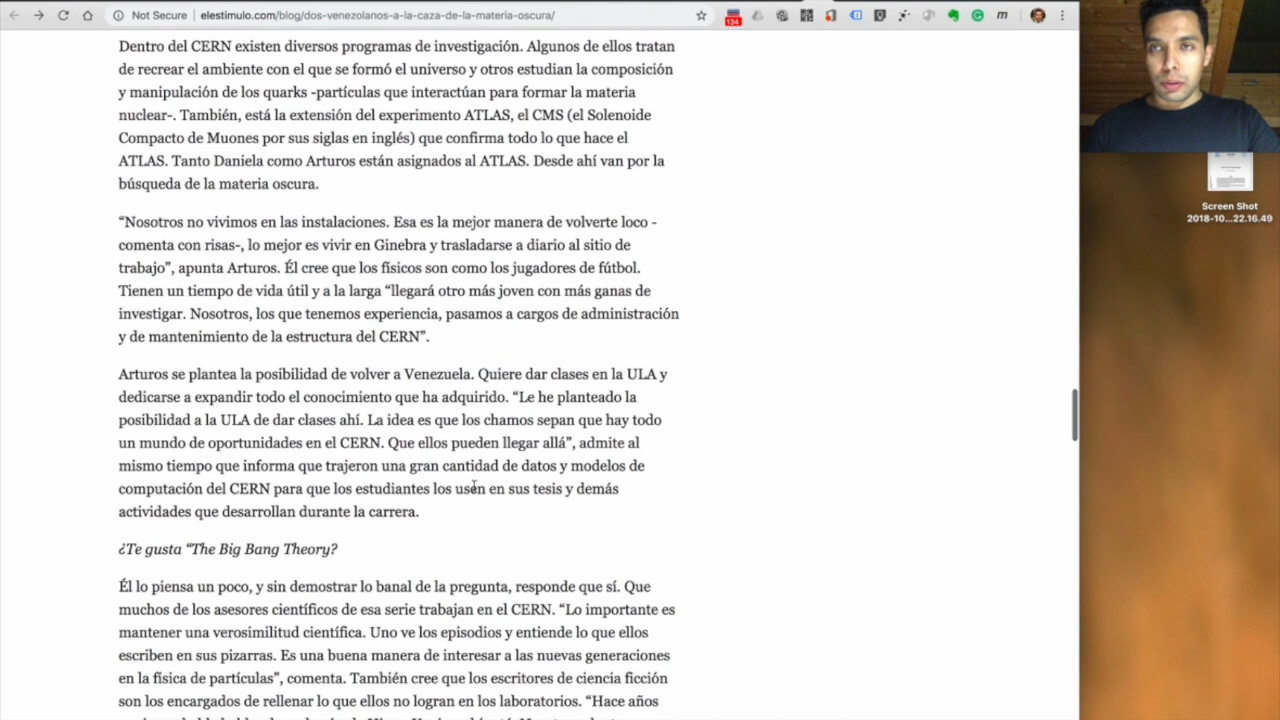 Not Secure | elestimulo.com/blog/dos-venezolanos-a-la-caza-de-la-materia-oscura/
134
Dentro del CERN existen diversos programas de investigación. Algunos de ellos tratan
de recrear el ambiente con el que se formó el universo y otros estudian la composición
y manipulación de los quarks -partículas que interactúan para formar la materia
nuclear-. También, está la extensión del experimento ATLAS, el CMS (el Solenoide
Compacto de Muones por sus siglas en inglés) que confirma todo lo que hace el
ATLAS. Tanto Daniela como Arturos están asignados al ATLAS. Desde ahí van por la
búsqueda de la materia oscura.
“Nosotros no vivimos en las instalaciones. Esa es la mejor manera de volverte loco -
comenta con risas-, lo mejor es vivir en Ginebra y trasladarse a diario al sitio de
trabajo”, apunta Arturos. Él cree que los físicos son como los jugadores de fútbol.
Tienen un tiempo de vida útil y a la larga “llegará otro más joven con más ganas de
investigar. Nosotros, los que tenemos experiencia, pasamos a cargos de administración
y de mantenimiento de la estructura del CERN”.
Arturos se plantea la posibilidad de volver a Venezuela. Quiere dar clases en la ULA y
dedicarse a expandir todo el conocimiento que ha adquirido. “Le he planteado la
posibilidad a la ULA de dar clases ahí. La idea es que los chamos sepan que hay todo
un mundo de oportunidades en el CERN. Que ellos pueden llegar allá”, admite al
mismo tiempo que informa que trajeron una gran cantidad de datos y modelos de
computación del CERN para que los estudiantes los usen en sus tesis y demás
actividades que desarrollan durante la carrera.
¿Te gusta “The Big Bang Theory?
Él lo piensa un poco, y sin demostrar lo banal de la pregunta, responde que sí. Que
muchos de los asesores científicos de esa serie trabajan en el CERN. “Lo importante es
mantener una verosimilitud científica. Uno ve los episodios y entiende lo que ellos
escriben en sus pizarras. Es una buena manera de interesar a las nuevas generaciones
en la física de partículas”, comenta. También cree que los escritores de ciencia ficción
son los encargados de rellenar lo que ellos no logran en los laboratorios. “Hace años
Screen Shot
2018-10...22.16.49